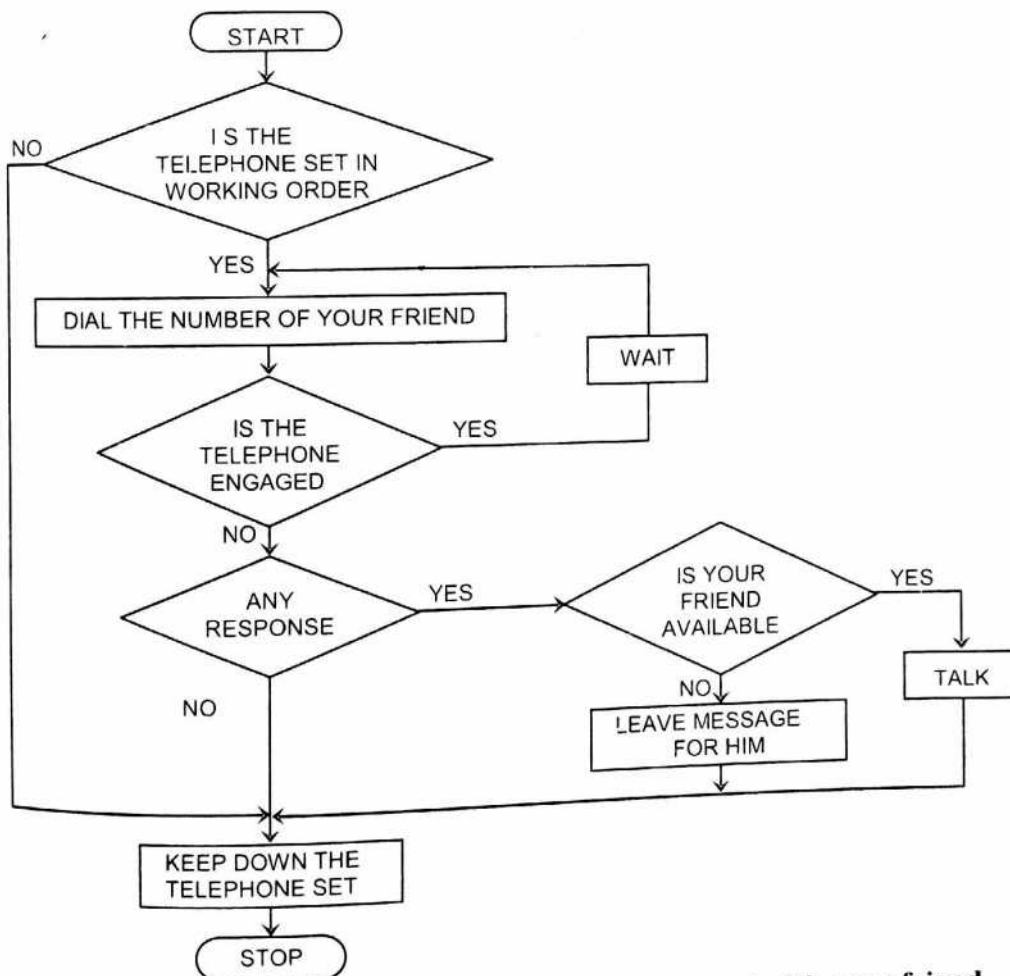 START
I S THE
TELEPHONE SET IN
WORKING ORDER
NO
YES
DIAL THE NUMBER OF YOUR FRIEND
WAIT
IS THE
TELEPHONE
ENGAGED
YES
NO
ANY
RESPONSE
YES
IS YOUR
FRIEND
AVAILABLE
YES
TALK
NO
LEAVE MESSAGE
FOR HIM
NO
KEEP DOWN THE
TELEPHONE SET
STOP
friend